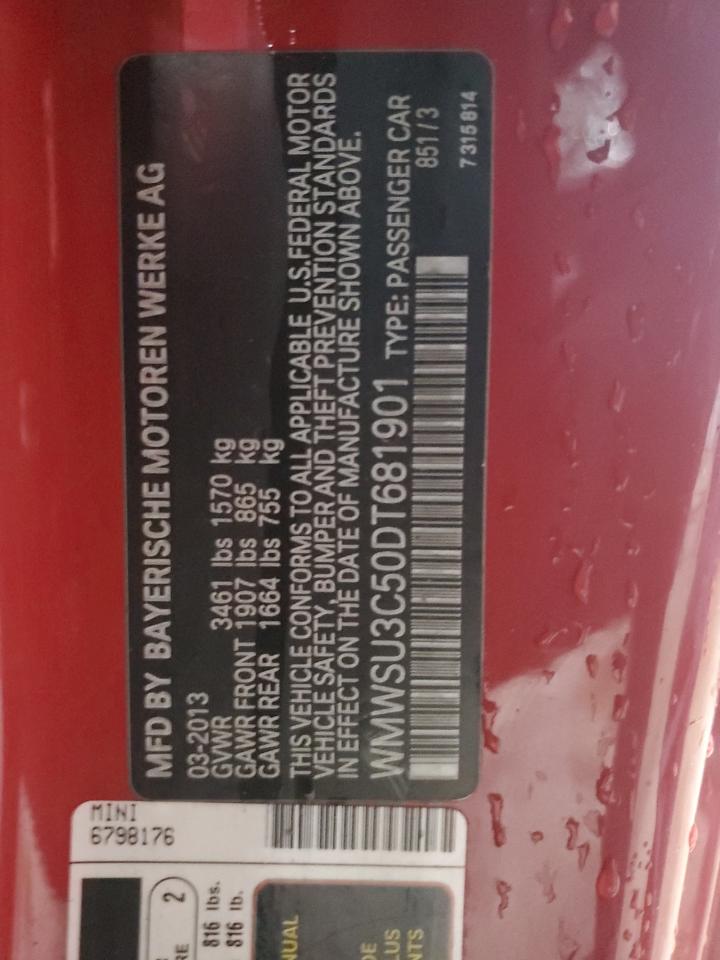 MFD BY BAYERISCHE MOTOREN WERKE AG
03-2013
GVWR 3461 lbs 1570 kg
GAWR FRONT 1907 lbs 865 kg
GAWR REAR 1664 lbs 755 kg
THIS VEHICLE CONFORMS TO ALL APPLICABLE U.S.FEDERAL MOTOR
VEHICLE SAFETY, BUMPER AND THEFT PREVENTION STANDARDS
IN EFFECT ON THE DATE OF MANUFACTURE SHOWN ABOVE.
WMWSU3C50DT681901 TYPE: PASSENGER CAR
851/3
7315814
MINI
6798176
2
816 lbs.
816 lb.